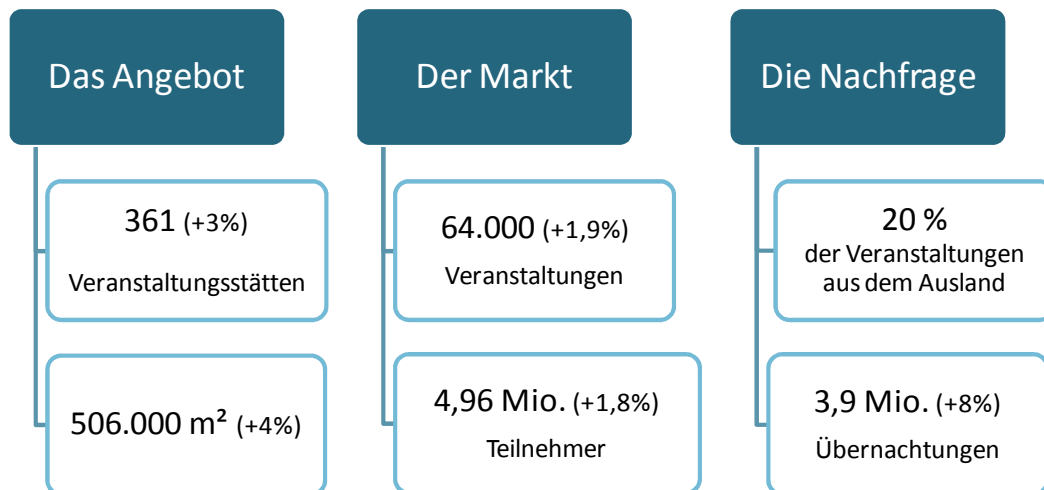 Das Angebot
361 (+3%)
Veranstaltungsstätten
506.000 m² (+4%)
Der Markt
64.000 (+1,9%)
Veranstaltungen
4,96 Mio. (+1,8%)
Teilnehmer
Die Nachfrage
20 %
der Veranstaltungen
aus dem Ausland
3,9 Mio. (+8%)
Übernachtungen